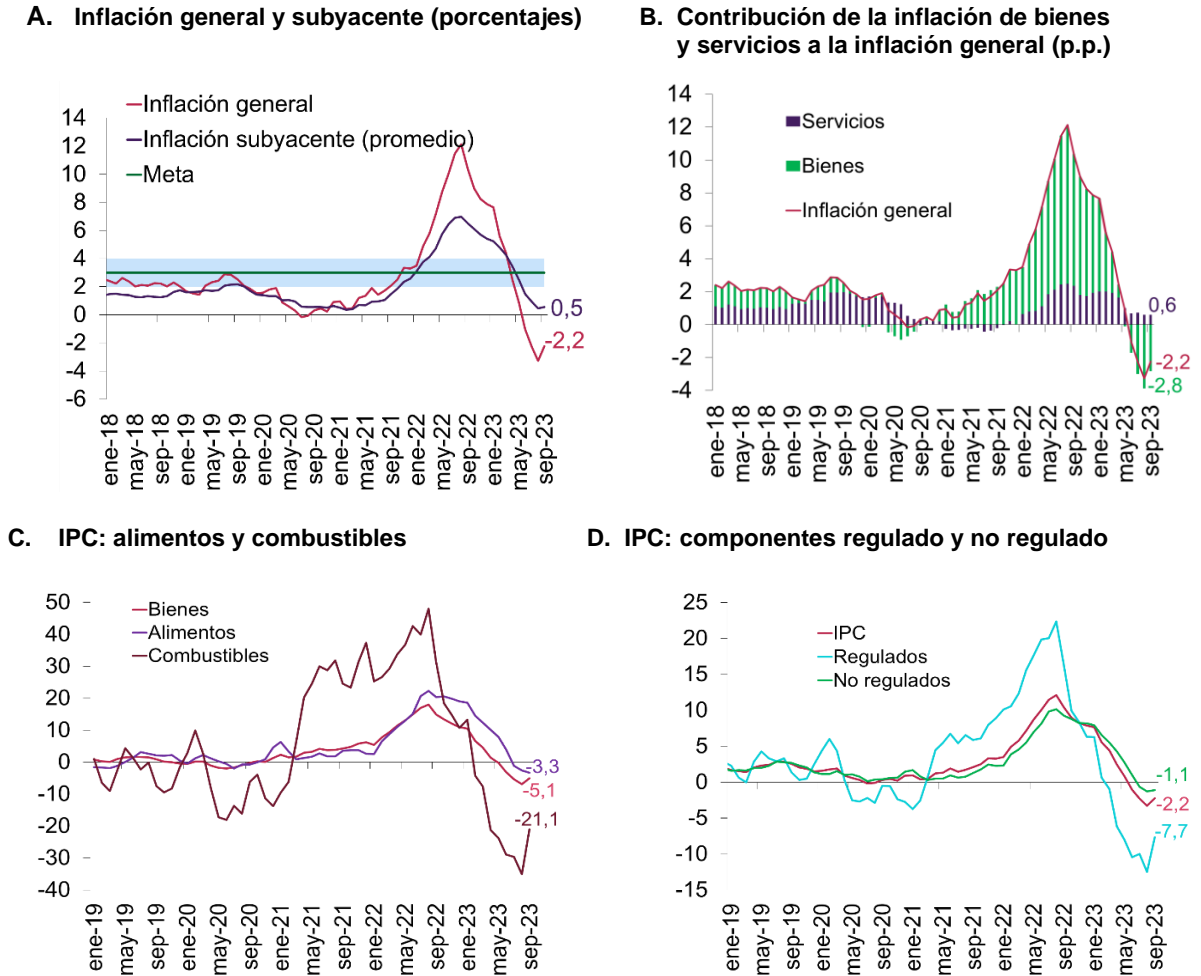 A. Inflación general y subyacente (porcentajes)
14
12
10
8
6
4
2
0
-2
-4
-6
Inflación general
Inflación subyacente (promedio)
Meta
0,5
-2,2
ene-18
may-18
sep-18
ene-19
may-19
sep-19
ene-20
may-20
sep-20
ene-21
may-21
sep-21
ene-22
may-22
sep-22
ene-23
may-23
sep-23
B. Contribución de la inflación de bienes
y servicios a la inflación general (p.p.)
14
12
10
8
6
4
2
0
-2
-4
Servicios
Bienes
Inflación general
0,6
-2,2
-2,8
ene-18
may-18
sep-18
ene-19
may-19
sep-19
ene-20
may-20
sep-20
ene-21
may-21
sep-21
ene-22
may-22
sep-22
ene-23
may-23
sep-23
C. IPC: alimentos y combustibles
50
40
30
20
10
0
-10
-20
-30
-40
Bienes
Alimentos
Combustibles
-3,3
-5,1
-21,1
ene-19
may-19
sep-19
ene-20
may-20
sep-20
ene-21
may-21
sep-21
ene-22
may-22
sep-22
ene-23
may-23
sep-23
D. IPC: componentes regulado y no regulado
25
20
15
10
5
0
-5
-10
-15
IPC
Regulados
No regulados
-1,1
-2,2
-7,7
ene-19
may-19
sep-19
ene-20
may-20
sep-20
ene-21
may-21
sep-21
ene-22
may-22
sep-22
ene-23
may-23
sep-23